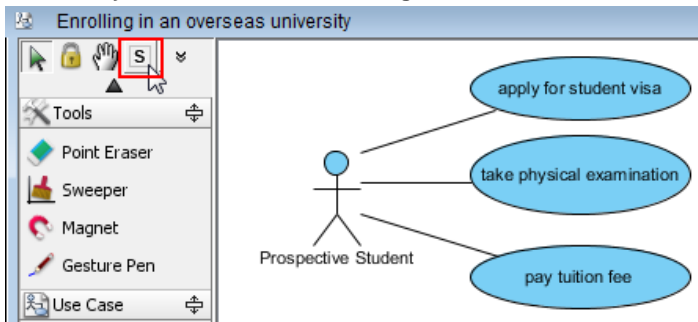 Enrolling in an overseas university
S
Tools
Point Eraser
Sweeper
Magnet
Gesture Pen
Use Case
apply for student visa
take physical examination
Prospective Student
pay tuition fee